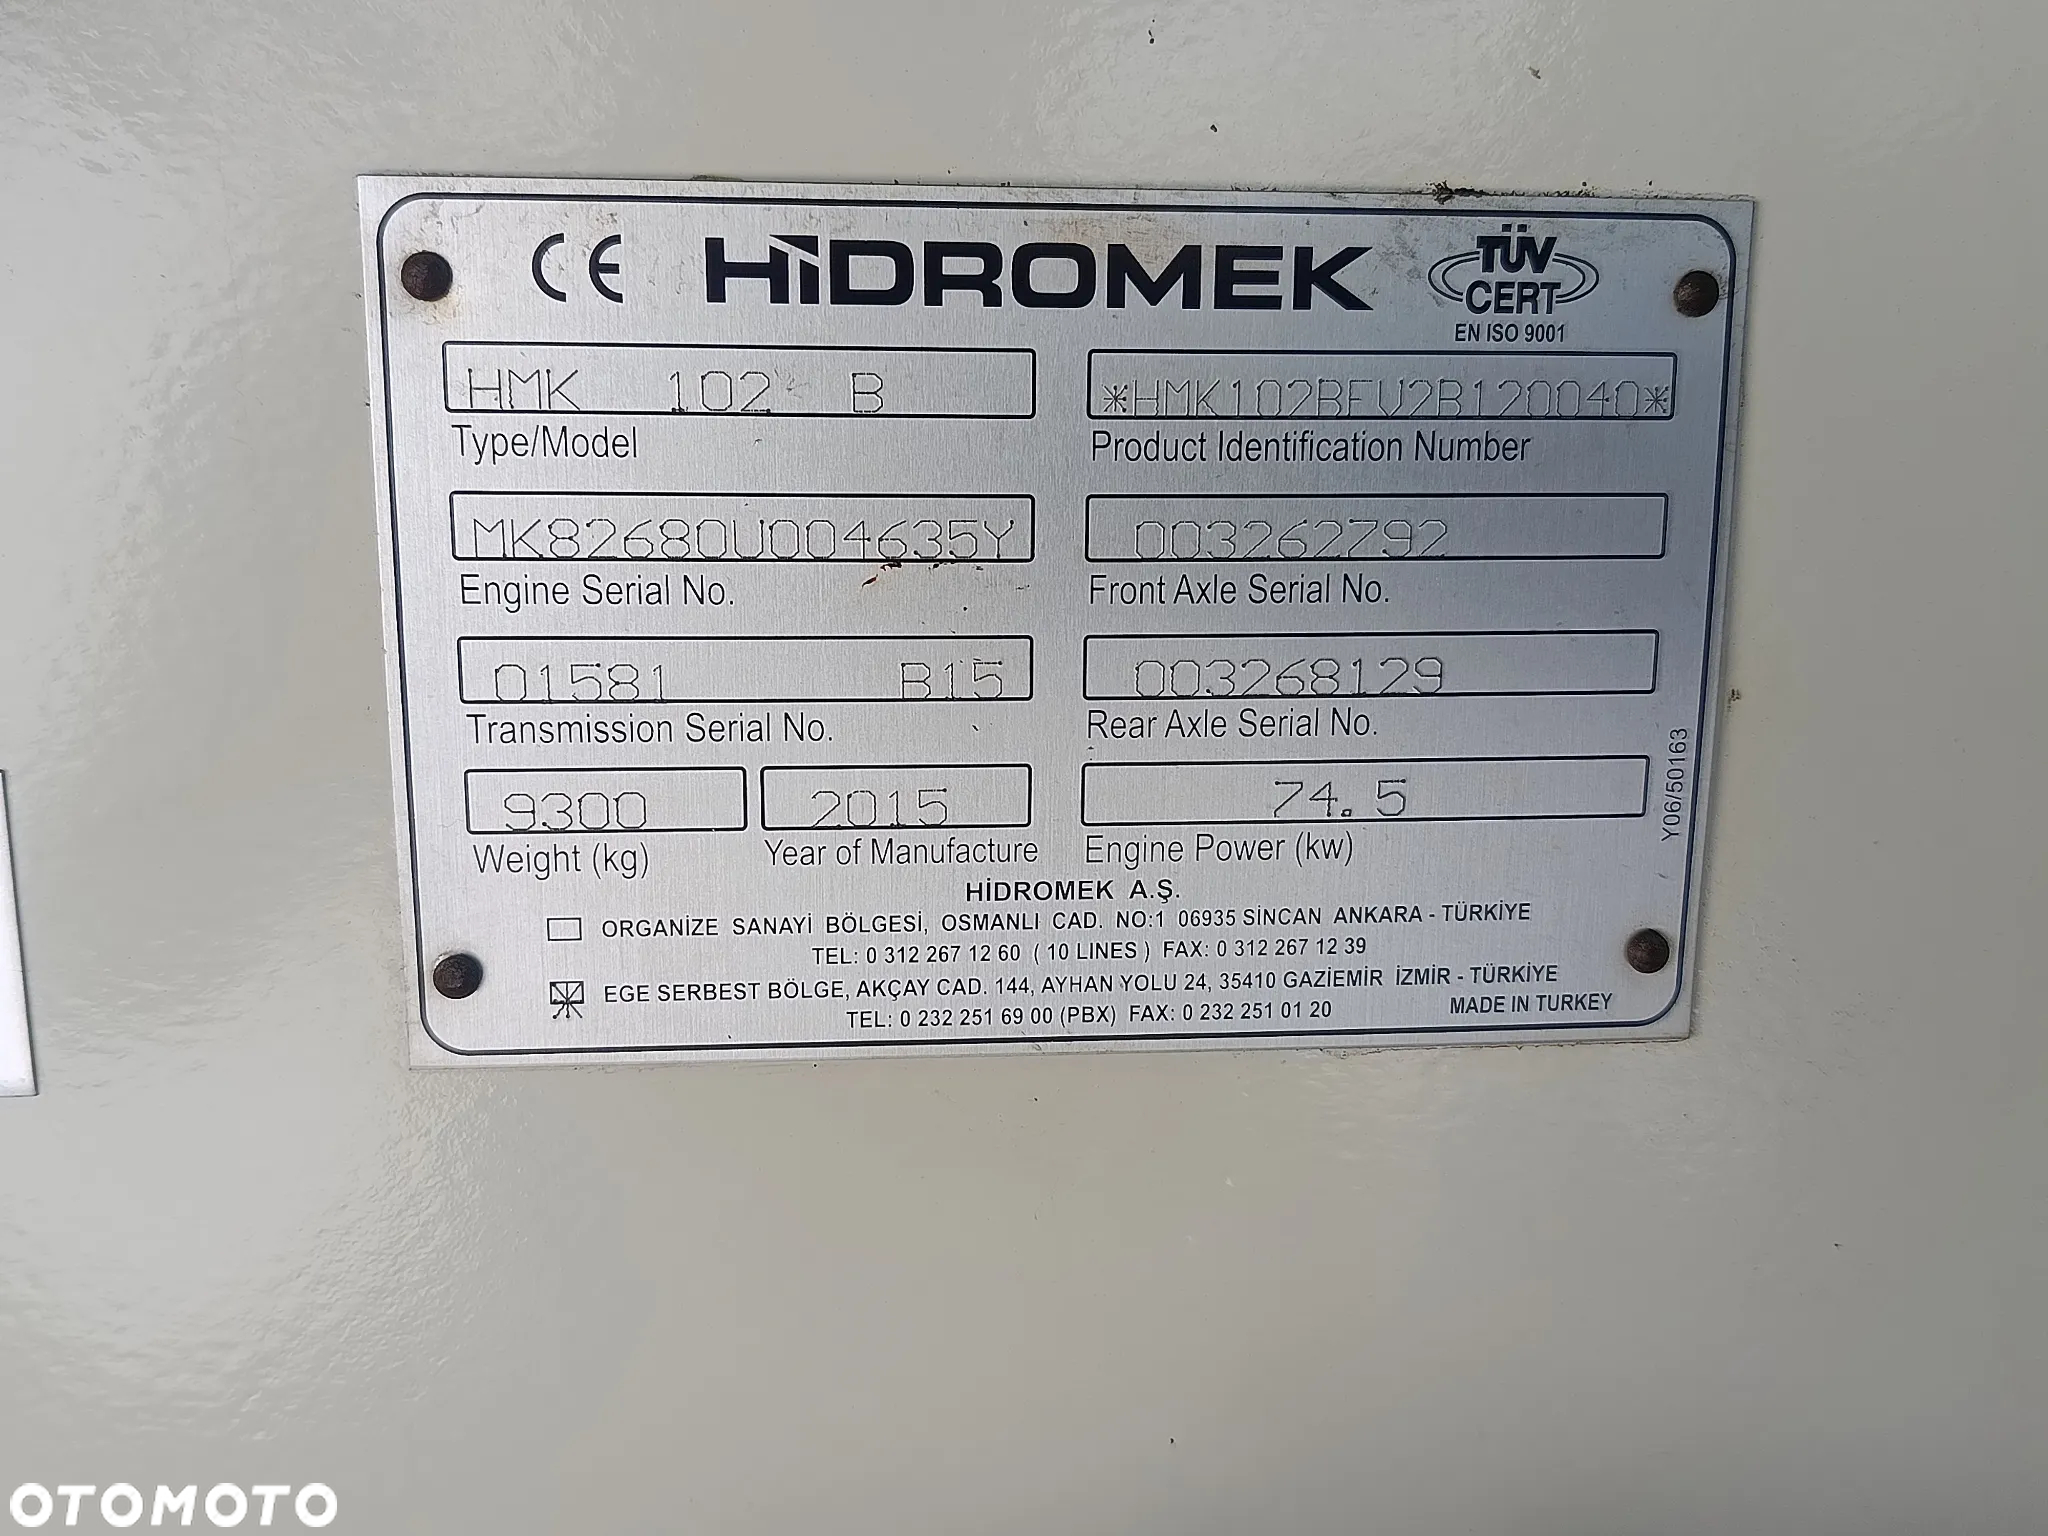 CE HİDROMEK TÜV CERT
EN ISO 9001
HMK 102 B
Type/Model
*HMK102BEV2B120040*
Product Identification Number
MK82680U004635Y
Engine Serial No.
003262792
Front Axle Serial No.
01581 B15
Transmission Serial No.
003268129
Rear Axle Serial No.
9300
Weight (kg)
2015
Year of Manufacture
74.5
Engine Power (kw)
Y06/50163
HİDROMEK A.Ş.
ORGANİZE SANAYİ BÖLGESİ, OSMANLI CAD. NO:1 06935 SİNCAN ANKARA - TÜRKİYE
TEL: 0 312 267 12 60 ( 10 LINES ) FAX: 0 312 267 12 39
EGE SERBEST BÖLGE, AKÇAY CAD. 144, AYHAN YOLU 24, 35410 GAZİEMİR İZMİR - TÜRKİYE
TEL: 0 232 251 69 00 (PBX) FAX: 0 232 251 01 20
MADE IN TURKEY
OTOMOTO